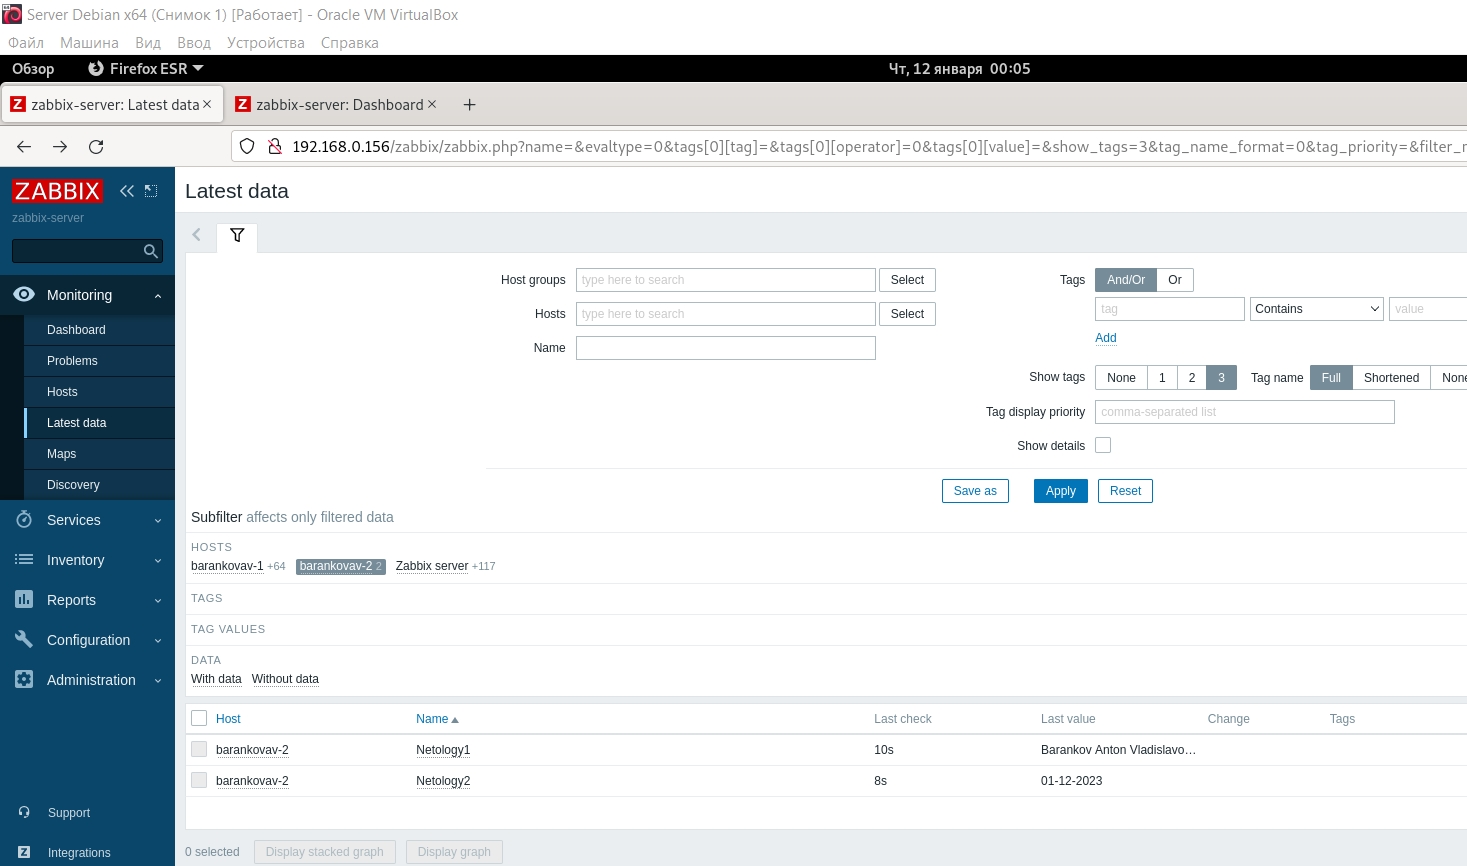 Server Debian x64 (Снимок 1) [Работает] - Oracle VM VirtualBox
Файл Машина Вид Ввод Устройства Справка
Обзор Firefox ESR Чт, 12 января 00:05
zabbix-server: Latest data × zabbix-server: Dashboard × +
192.168.0.156/zabbix/zabbix.php?name=&evaltype=0&tags[0][tag]=&tags[0][operator]=0&tags[0][value]=&show_tags=3&tag_name_format=0&tag_priority=&filter_n
ZABBIX
zabbix-server
Monitoring
Dashboard
Problems
Hosts
Latest data
Maps
Discovery
Services
Inventory
Reports
Configuration
Administration
Support
Integrations
Latest data
Host groups type here to search Select
Hosts type here to search Select
Name
Tags And/Or Or
tag Contains value
Add
Show tags None 1 2 3 Tag name Full Shortened None
Tag display priority comma-separated list
Show details
Save as Apply Reset
Subfilter affects only filtered data
HOSTS
barankovav-1 +64 barankovav-2 2 Zabbix server +117
TAGS
TAG VALUES
DATA
With data Without data
Host Name Last check Last value Change Tags
barankovav-2 Netology1 10s Barankov Anton Vladislavo…
barankovav-2 Netology2 8s 01-12-2023
0 selected Display stacked graph Display graph